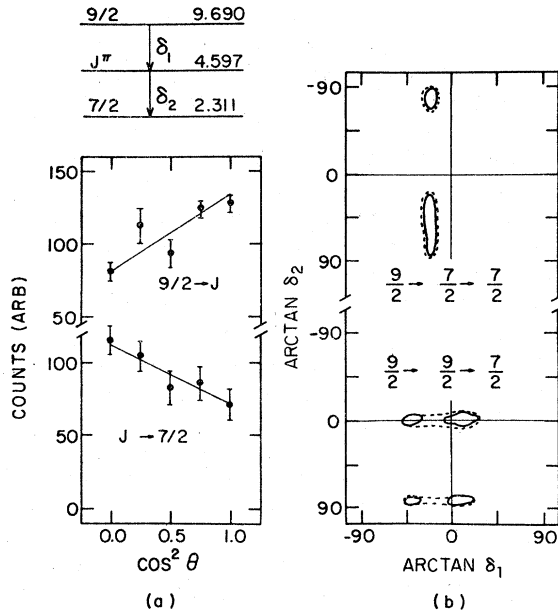 9/2 9.690
δ₁
Jπ 4.597
δ₂
7/2 2.311
150
100
50
100
50
0
COUNTS (ARB)
9/2→J
J→7/2
0.0 0.5 1.0
COS² θ
(a)
-90
0
90
-90
0
90
ARCTAN δ₂
9/2 → 7/2 → 7/2
9/2 → 9/2 → 7/2
-90 0 90
ARCTAN δ₁
(b)